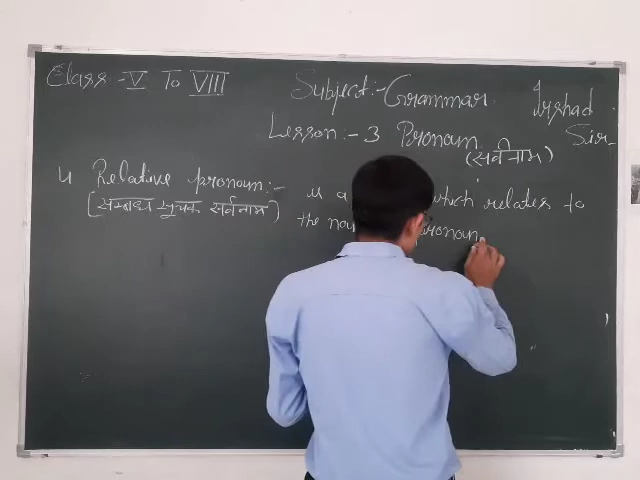 Class - V To VIII
Subject:- Grammar
Irshad Sir
Lesson:- 3 Pronoun
(सर्वनाम)
4 Relative pronoun:- is a which relates to
[सम्बन्ध सूचक सर्वनाम] the pronoun